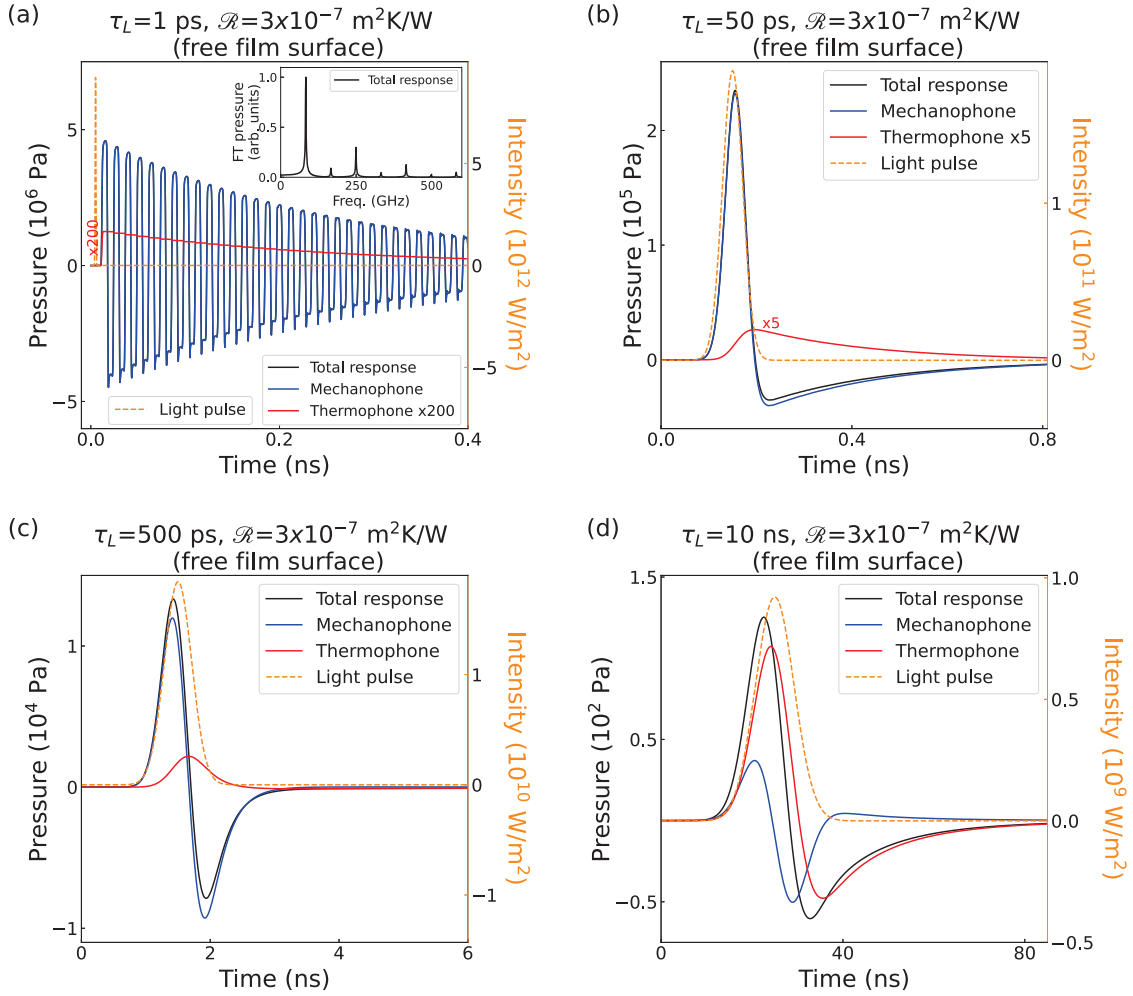 (a)
τ_L=1 ps, ℛ=3x10⁻⁷ m²K/W
(free film surface)
Pressure (10⁶ Pa)
5
0
−5
x200
FT pressure
(arb. units)
1.0
0.5
0.0
Total response
0
250
500
Freq. (GHz)
Light pulse
Total response
Mechanophone
Thermophone x200
0.0
0.2
0.4
Time (ns)
5
0
−5
Intensity (10¹² W/m²)
(b)
τ_L=50 ps, ℛ=3x10⁻⁷ m²K/W
(free film surface)
Pressure (10⁵ Pa)
2
1
0
Total response
Mechanophone
Thermophone x5
Light pulse
x5
0.0
0.4
0.8
Time (ns)
1
0
Intensity (10¹¹ W/m²)
(c)
τ_L=500 ps, ℛ=3x10⁻⁷ m²K/W
(free film surface)
Pressure (10⁴ Pa)
1
0
−1
Total response
Mechanophone
Thermophone
Light pulse
0
2
4
6
Time (ns)
1
0
−1
Intensity (10¹⁰ W/m²)
(d)
τ_L=10 ns, ℛ=3x10⁻⁷ m²K/W
(free film surface)
Pressure (10² Pa)
1.5
0.5
−0.5
Total response
Mechanophone
Thermophone
Light pulse
0
40
80
Time (ns)
1.0
0.5
0.0
−0.5
Intensity (10⁹ W/m²)